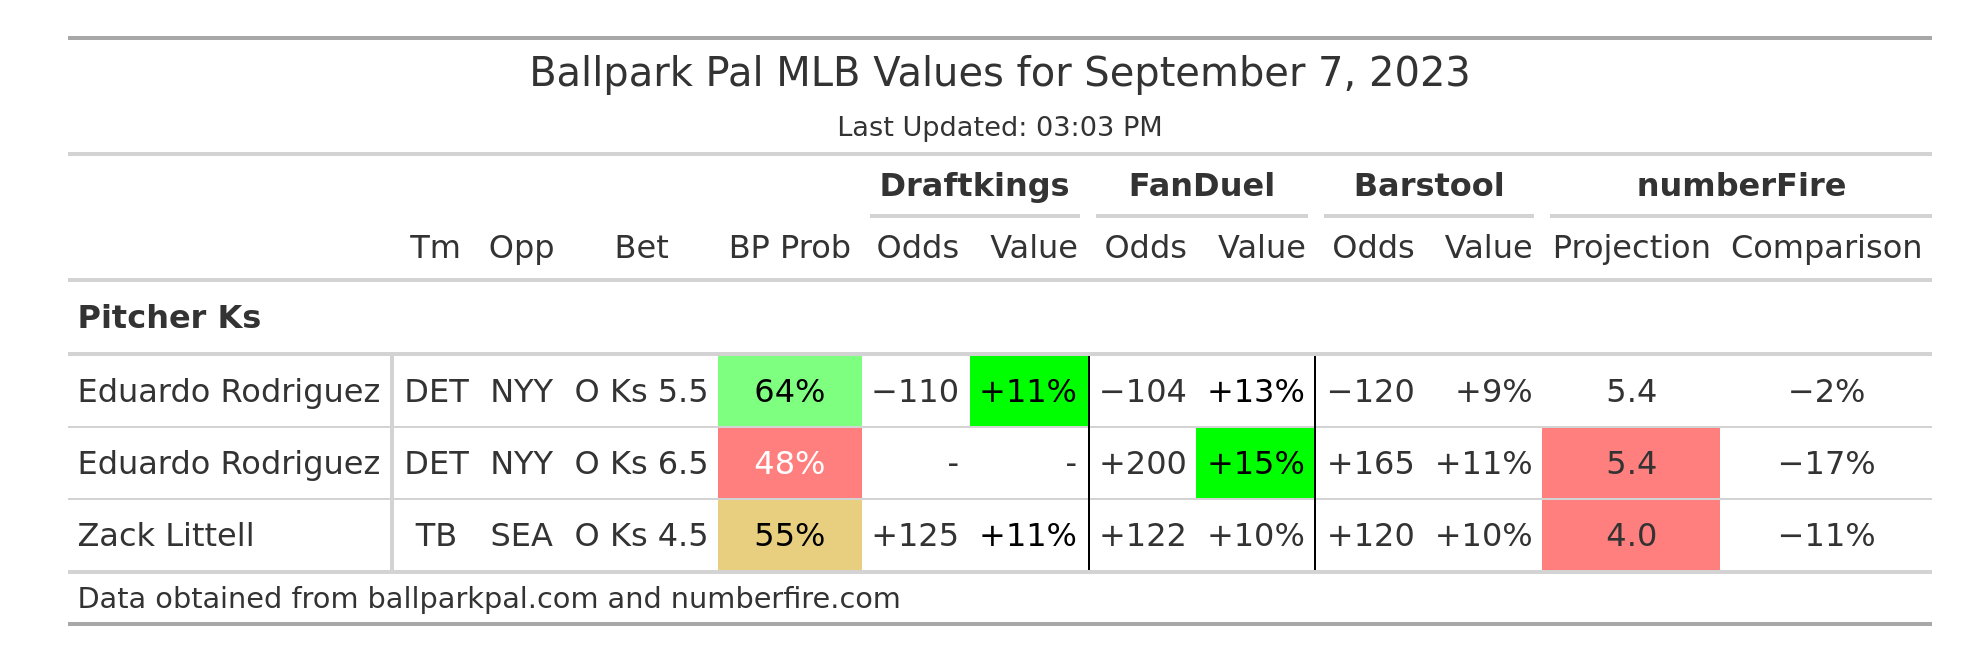 Ballpark Pal MLB Values for September 7, 2023
Last Updated: 03:03 PM
Draftkings FanDuel Barstool numberFire
Tm Opp Bet BP Prob Odds Value Odds Value Odds Value Projection Comparison
Pitcher Ks
Eduardo Rodriguez DET NYY O Ks 5.5 64% −110 +11% −104 +13% −120 +9% 5.4 −2%
Eduardo Rodriguez DET NYY O Ks 6.5 48% - - +200 +15% +165 +11% 5.4 −17%
Zack Littell TB SEA O Ks 4.5 55% +125 +11% +122 +10% +120 +10% 4.0 −11%
Data obtained from ballparkpal.com and numberfire.com